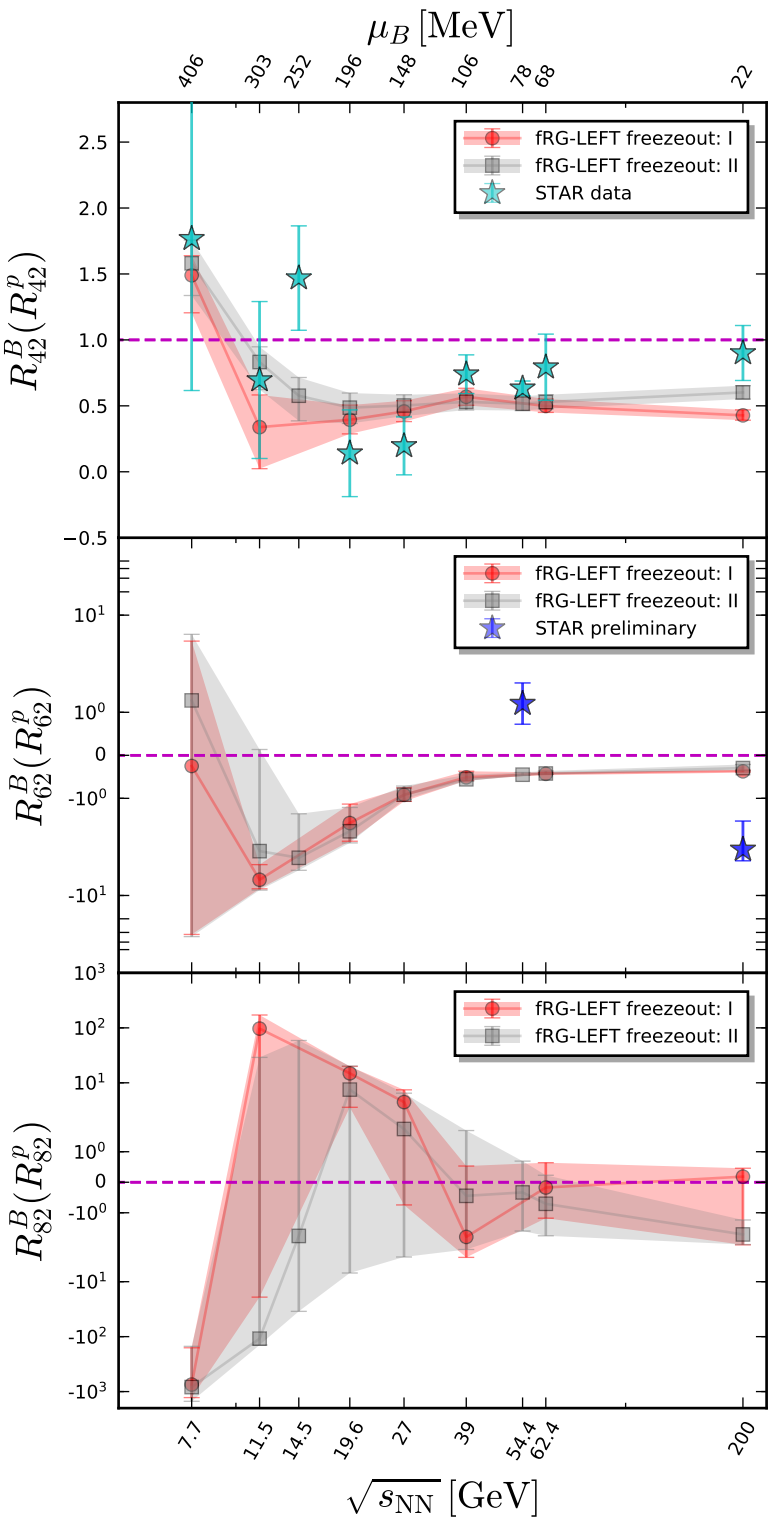 μ_B [MeV]
406 303 252 196 148 106 78 68 22
R^B_42(R^p_42)
2.5
2.0
1.5
1.0
0.5
0.0
−0.5
fRG-LEFT freezeout: I
fRG-LEFT freezeout: II
STAR data
R^B_62(R^p_62)
10^1
10^0
0
-10^0
-10^1
fRG-LEFT freezeout: I
fRG-LEFT freezeout: II
STAR preliminary
R^B_82(R^p_82)
10^3
10^2
10^1
10^0
0
-10^0
-10^1
-10^2
-10^3
fRG-LEFT freezeout: I
fRG-LEFT freezeout: II
7.7 11.5 14.5 19.6 27 39 54.4 62.4 200
√s_NN [GeV]